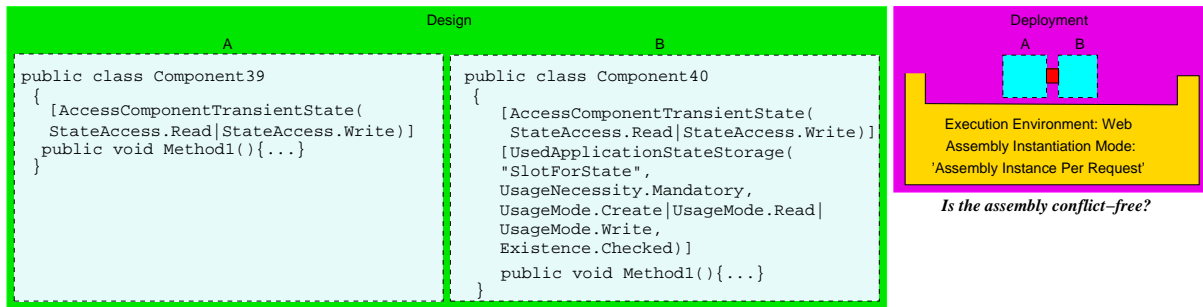 Design
A
public class Component39
{
[AccessComponentTransientState(
StateAccess.Read|StateAccess.Write)]
public void Method1(){...}
}
B
public class Component40
{
[AccessComponentTransientState(
StateAccess.Read|StateAccess.Write)]
[UsedApplicationStateStorage(
"SlotForState",
UsageNecessity.Mandatory,
UsageMode.Create|UsageMode.Read|
UsageMode.Write,
Existence.Checked)]
public void Method1(){...}
}
Deployment
A B
Execution Environment: Web
Assembly Instantiation Mode:
'Assembly Instance Per Request'
Is the assembly conflict−free?